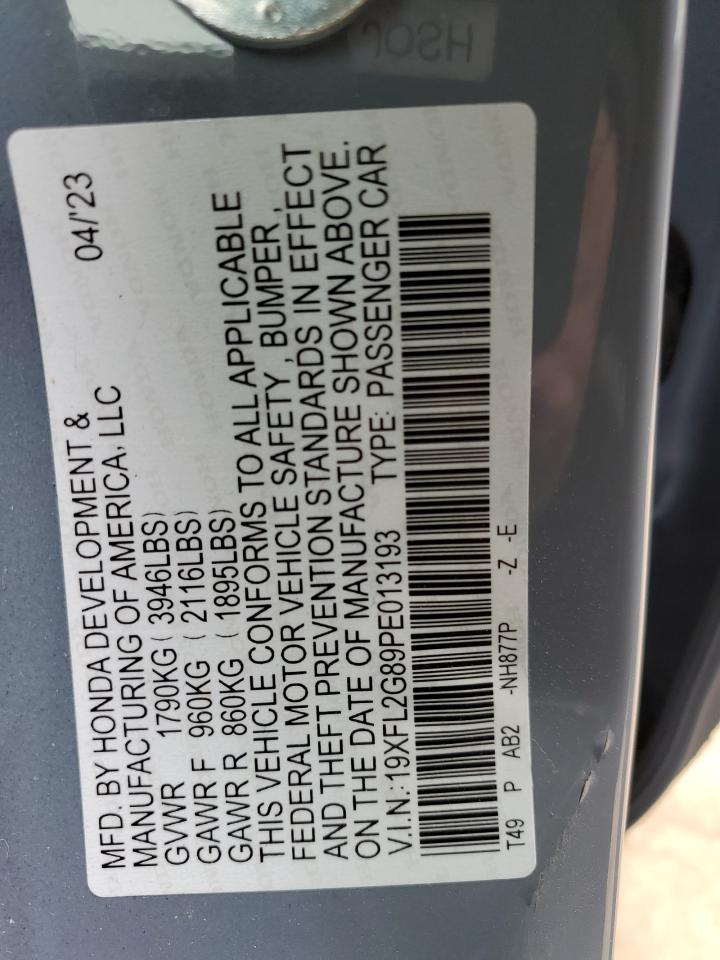 MFD. BY HONDA DEVELOPMENT & 04/'23
MANUFACTURING OF AMERICA, LLC
GVWR 1790KG ( 3946LBS)
GAWR F 960KG ( 2116LBS)
GAWR R 860KG ( 1895LBS)
THIS VEHICLE CONFORMS TO ALL APPLICABLE
FEDERAL MOTOR VEHICLE SAFETY , BUMPER ,
AND THEFT PREVENTION STANDARDS IN EFFECT
ON THE DATE OF MANUFACTURE SHOWN ABOVE.
V.I.N.:19XFL2G89PE013193 TYPE: PASSENGER CAR
T49 P AB2 -NH877P -Z -E